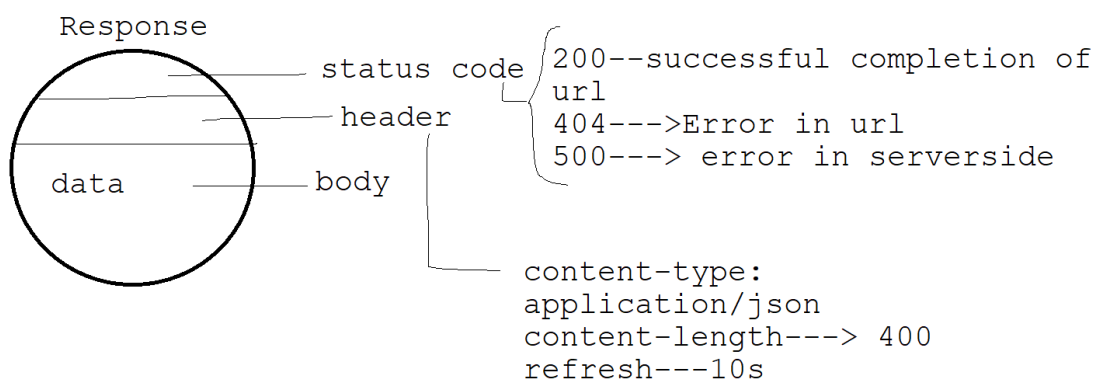 Response
status code
header
data
body
200--successful completion of
url
404--->Error in url
500---> error in serverside
content-type:
application/json
content-length---> 400
refresh---10s